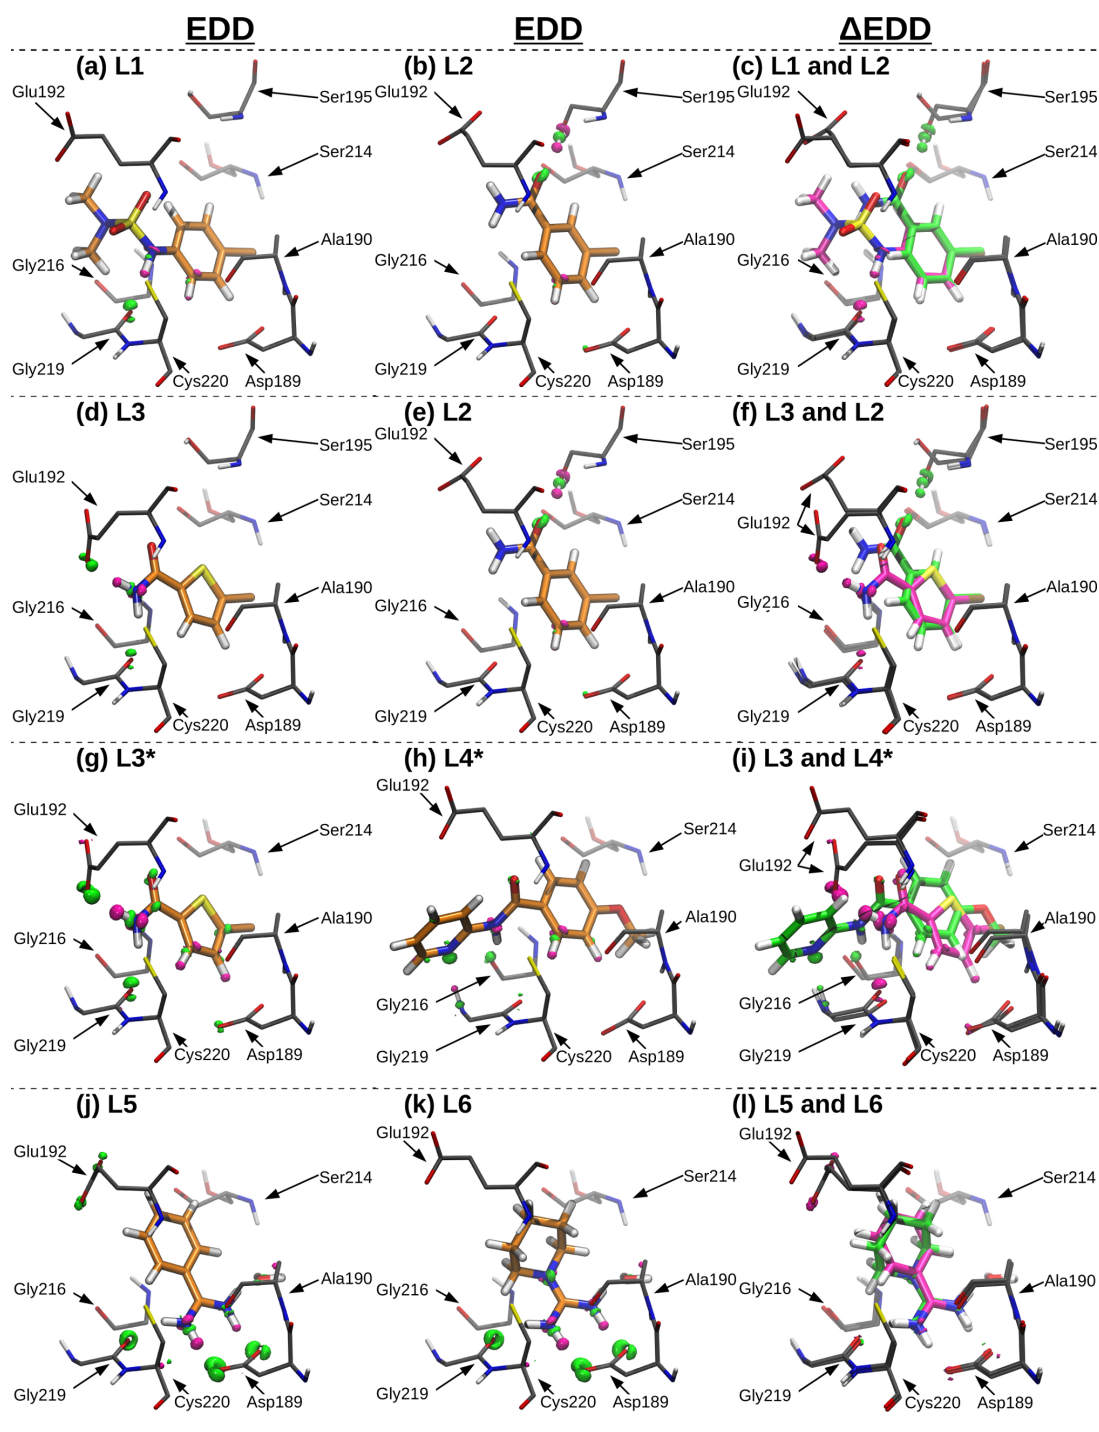 EDD EDD ΔEDD
(a) L1 (b) L2 (c) L1 and L2
Glu192 Glu192 Glu192
Ser195 Ser195 Ser195
Ser214 Ser214 Ser214
Ala190 Ala190 Ala190
Gly216 Gly216 Gly216
Gly219 Gly219 Gly219
Cys220 Asp189 Cys220 Asp189 Cys220 Asp189
(d) L3 (e) L2 (f) L3 and L2
Glu192 Glu192 Glu192
Ser195 Ser195 Ser195
Ser214 Ser214 Ser214
Ala190 Ala190 Ala190
Gly216 Gly216 Gly216
Gly219 Gly219 Gly219
Cys220 Asp189 Cys220 Asp189 Cys220 Asp189
(g) L3* (h) L4* (i) L3 and L4*
Glu192 Glu192 Glu192
Ser214 Ser214 Ser214
Ala190 Ala190 Ala190
Gly216 Gly216 Gly216
Gly219 Gly219 Gly219
Cys220 Asp189 Cys220 Asp189 Cys220 Asp189
(j) L5 (k) L6 (l) L5 and L6
Glu192 Glu192 Glu192
Ser214 Ser214 Ser214
Ala190 Ala190 Ala190
Gly216 Gly216 Gly216
Gly219 Gly219 Gly219
Cys220 Asp189 Cys220 Asp189 Cys220 Asp189